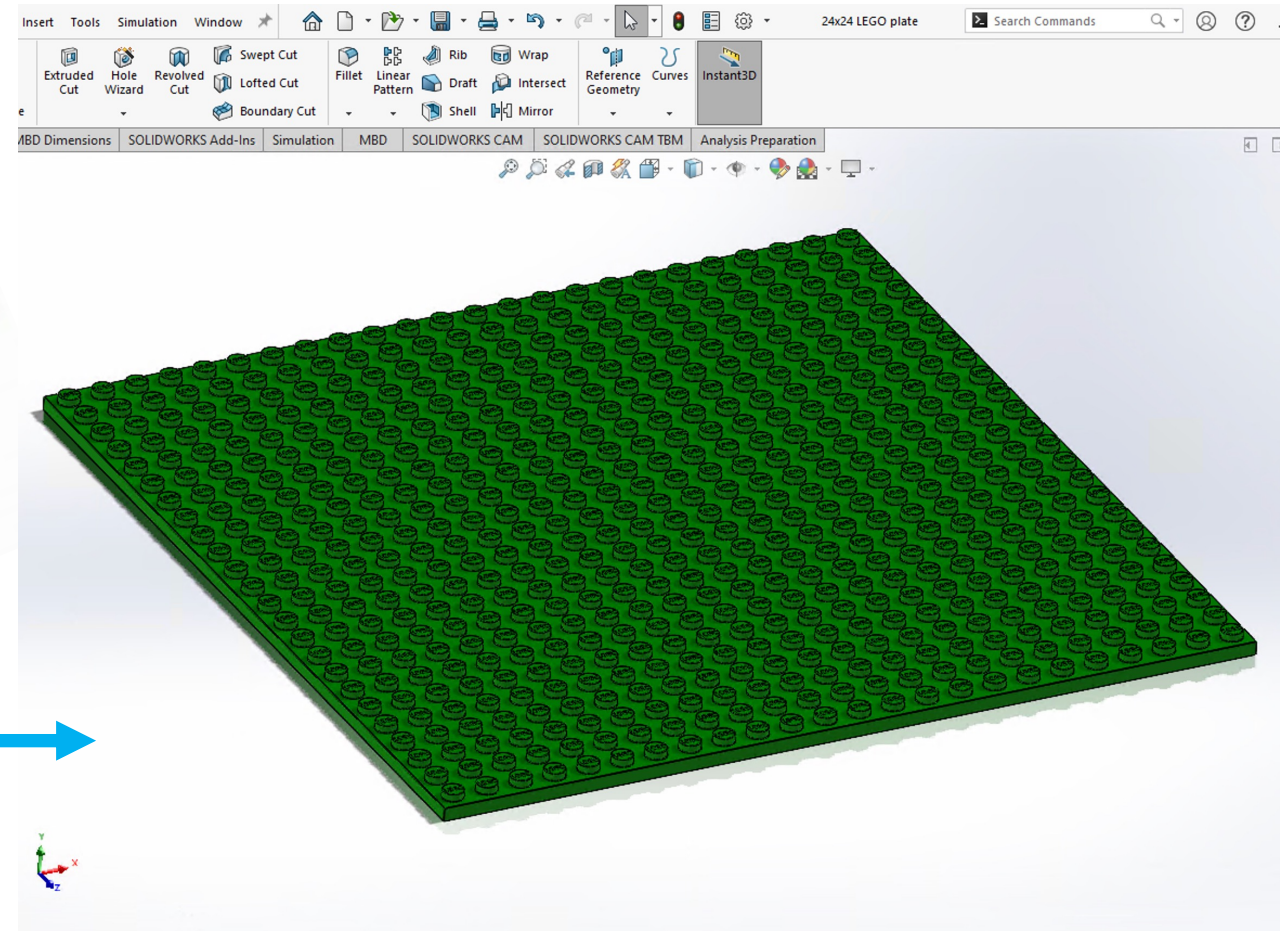 Insert Tools Simulation Window 24x24 LEGO plate Search Commands
Extruded Cut
Hole Wizard
Revolved Cut
Swept Cut
Lofted Cut
Boundary Cut
Fillet
Linear Pattern
Rib
Draft
Shell
Wrap
Intersect
Mirror
Reference Geometry
Curves
Instant3D
MBD Dimensions SOLIDWORKS Add-Ins Simulation MBD SOLIDWORKS CAM SOLIDWORKS CAM TBM Analysis Preparation
Y
X
Z